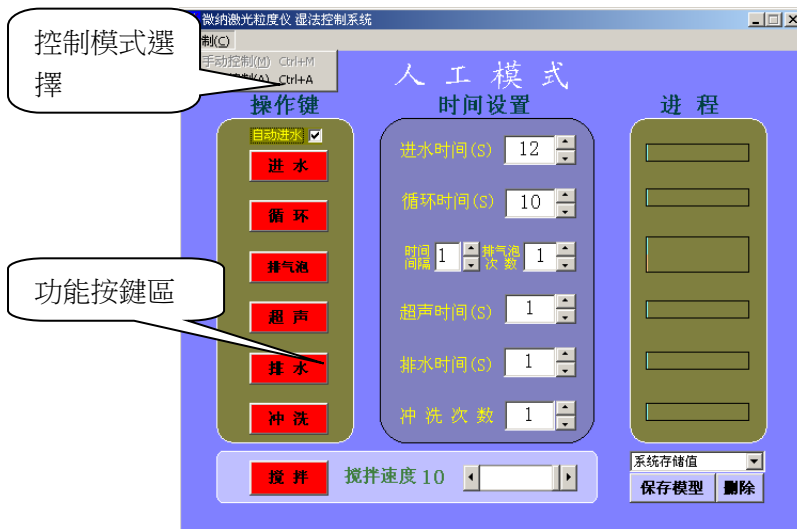 微纳激光粒度仪 湿法控制系统
控制模式選
擇
制(C)
手动控制(M) Ctrl+M
控制(A) Ctrl+A
人工模式
操作键
时间设置
进 程
自动进水
进 水
进水时间(S) 12
循 环
循环时间(S) 10
排气泡
时间
间隔 1
排气泡
次 数 1
功能按鍵區
超 声
超声时间(S) 1
排 水
排水时间(S) 1
冲 洗
冲 洗 次 数 1
搅 拌
搅拌速度 10
系统存储值
保存模型
删除